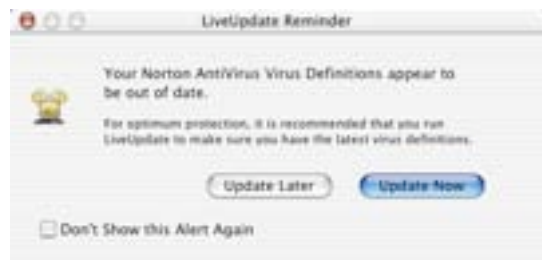 LiveUpdate Reminder
Your Norton AntiVirus Virus Definitions appear to
be out of date.
For optimum protection, it is recommended that you run
LiveUpdate to make sure you have the latest virus definitions.
Update Later
Update Now
Don't Show this Alert Again